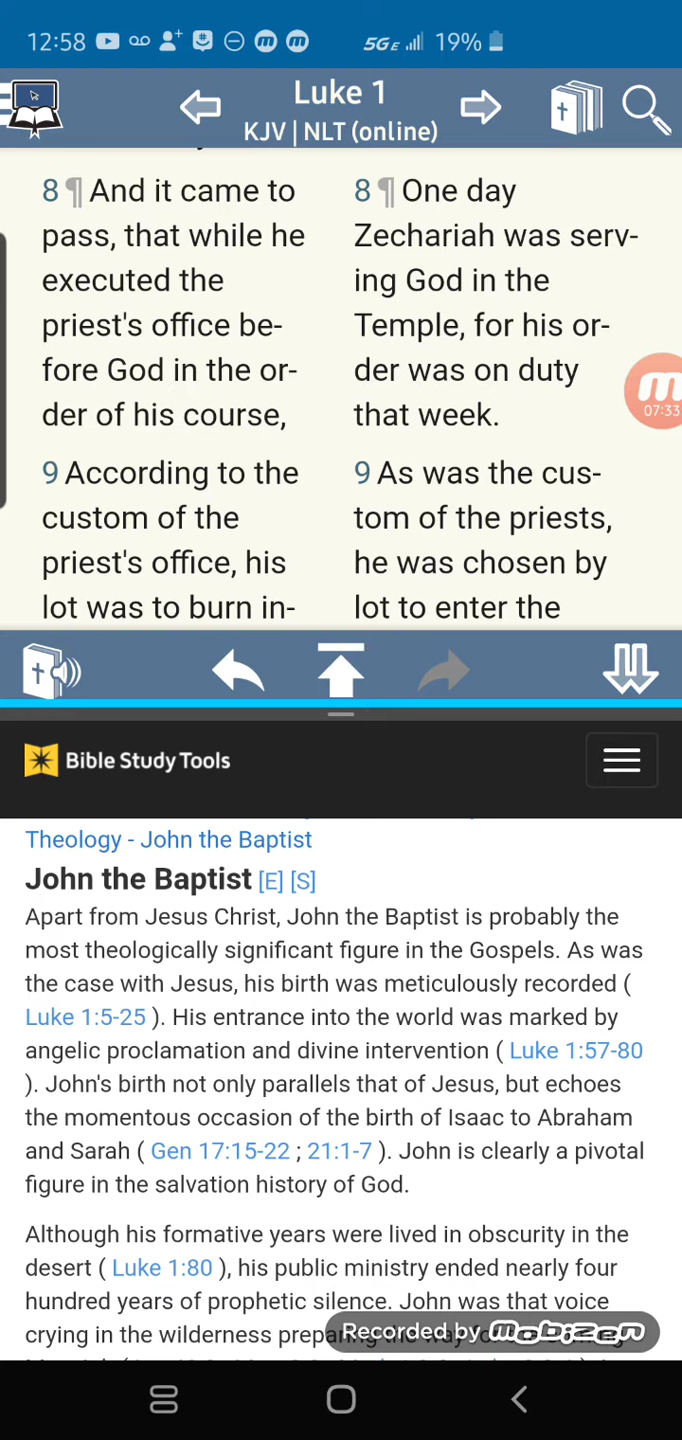 12:58
5GE
19%
Luke 1
KJV | NLT (online)
8 ¶ And it came to
pass, that while he
executed the
priest's office be-
fore God in the or-
der of his course,
9 According to the
custom of the
priest's office, his
lot was to burn in-
8 ¶ One day
Zechariah was serv-
ing God in the
Temple, for his or-
der was on duty
that week.
9 As was the cus-
tom of the priests,
he was chosen by
lot to enter the
07:33
Bible Study Tools
Theology - John the Baptist
John the Baptist [E] [S]
Apart from Jesus Christ, John the Baptist is probably the
most theologically significant figure in the Gospels. As was
the case with Jesus, his birth was meticulously recorded (
Luke 1:5-25 ). His entrance into the world was marked by
angelic proclamation and divine intervention ( Luke 1:57-80
). John's birth not only parallels that of Jesus, but echoes
the momentous occasion of the birth of Isaac to Abraham
and Sarah ( Gen 17:15-22 ; 21:1-7 ). John is clearly a pivotal
figure in the salvation history of God.
Although his formative years were lived in obscurity in the
desert ( Luke 1:80 ), his public ministry ended nearly four
hundred years of prophetic silence. John was that voice
crying in the wilderness preparing the way
Recorded by mobizen